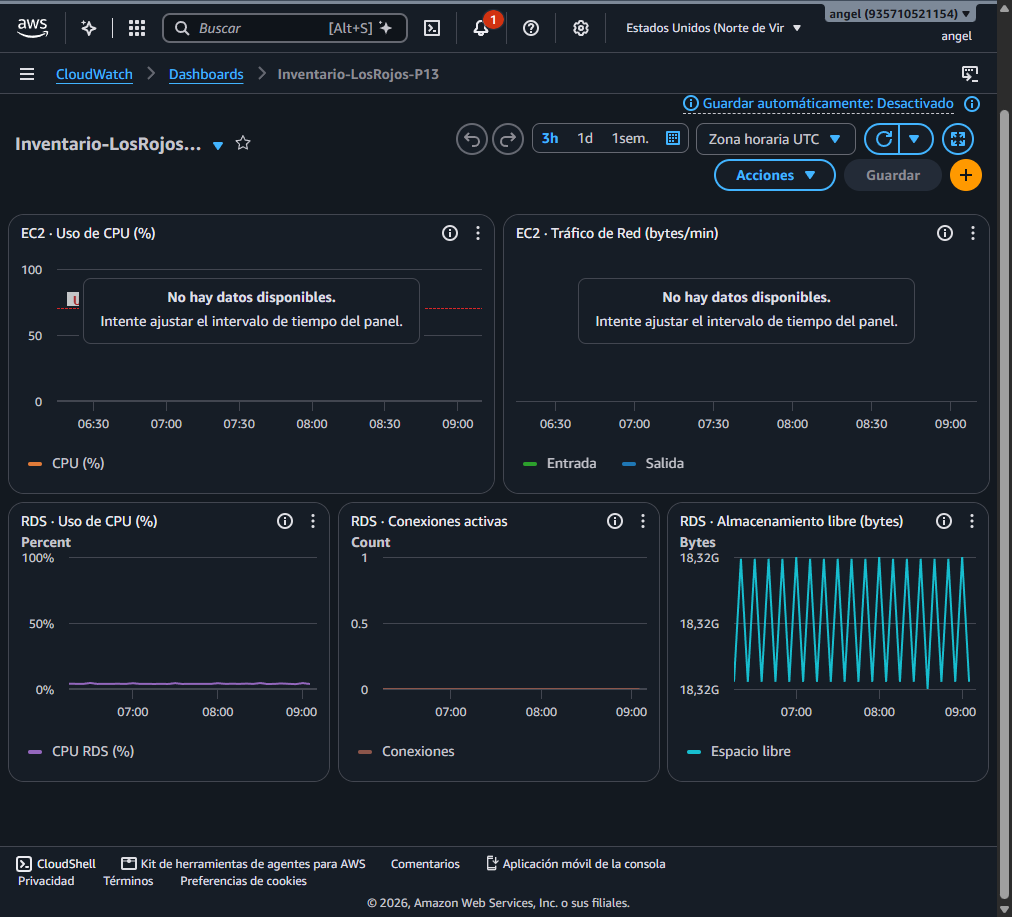 aws
Buscar [Alt+S]
1
Estados Unidos (Norte de Vir
angel (935710521154)
angel
CloudWatch
Dashboards
Inventario-LosRojos-P13
Guardar automáticamente: Desactivado
Inventario-LosRojos...
3h 1d 1sem.
Zona horaria UTC
Acciones
Guardar
EC2 · Uso de CPU (%)
100
50
0
No hay datos disponibles.
Intente ajustar el intervalo de tiempo del panel.
06:30 07:00 07:30 08:00 08:30 09:00
CPU (%)
EC2 · Tráfico de Red (bytes/min)
No hay datos disponibles.
Intente ajustar el intervalo de tiempo del panel.
06:30 07:00 07:30 08:00 08:30 09:00
Entrada Salida
RDS · Uso de CPU (%)
Percent
100%
50%
0%
07:00 08:00 09:00
CPU RDS (%)
RDS · Conexiones activas
Count
1
0.5
0
07:00 08:00 09:00
Conexiones
RDS · Almacenamiento libre (bytes)
Bytes
18,32G
18,32G
18,32G
07:00 08:00 09:00
Espacio libre
CloudShell
Kit de herramientas de agentes para AWS
Comentarios
Aplicación móvil de la consola
Privacidad
Términos
Preferencias de cookies
© 2026, Amazon Web Services, Inc. o sus filiales.